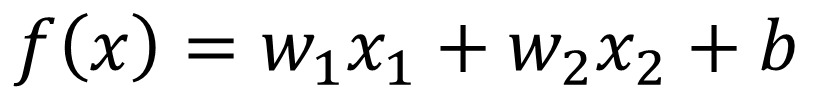 f(x) = w₁x₁ + w₂x₂ + b